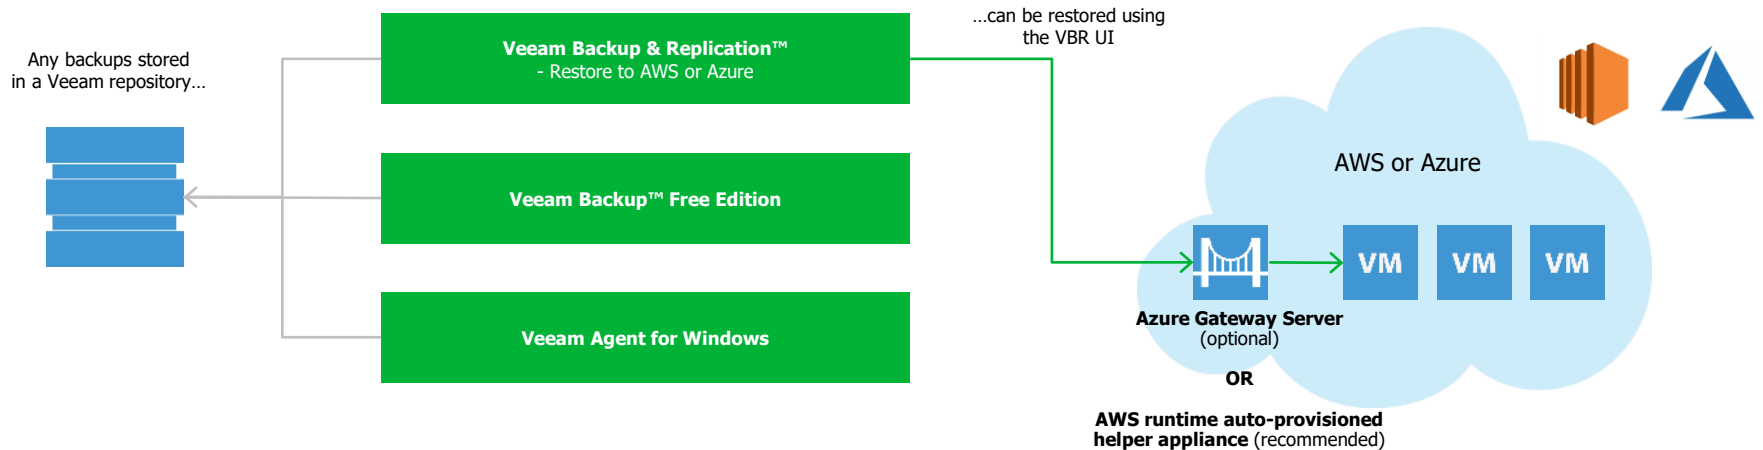 Any backups stored
in a Veeam repository…
Veeam Backup & Replication™
- Restore to AWS or Azure
Veeam Backup™ Free Edition
Veeam Agent for Windows
…can be restored using
the VBR UI
AWS or Azure
VM
VM
VM
Azure Gateway Server
(optional)
OR
AWS runtime auto-provisioned
helper appliance (recommended)